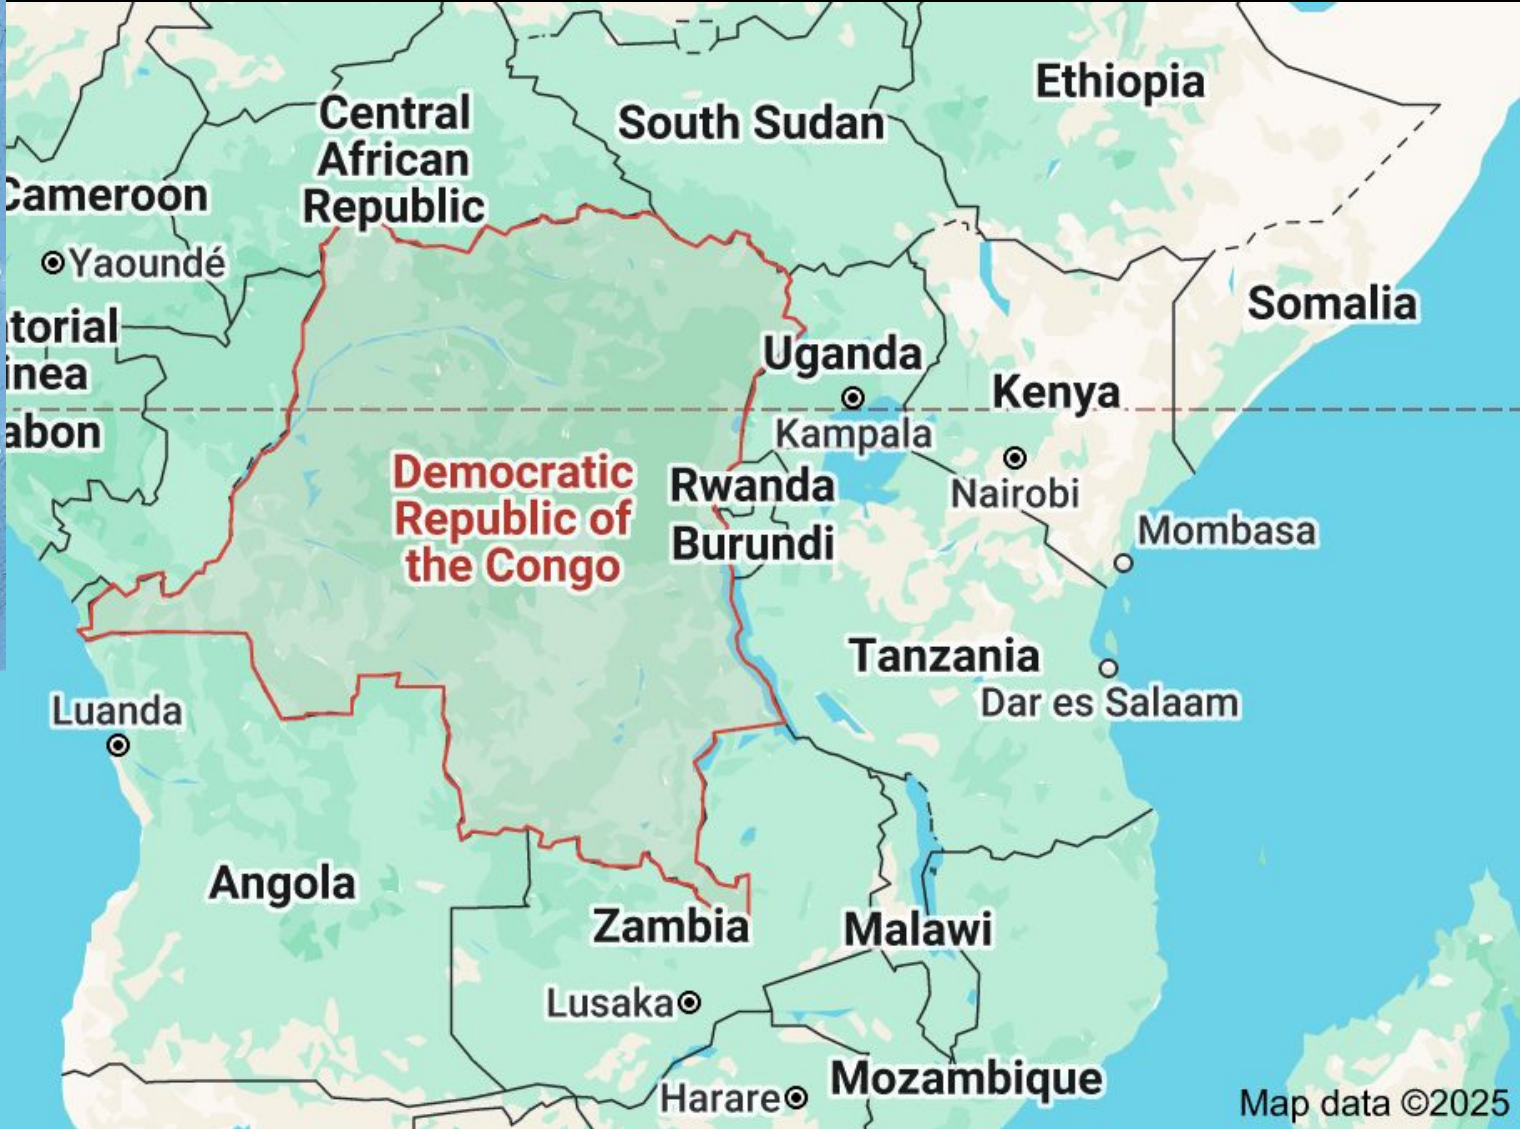 Ethiopia
Central
African
Republic
South Sudan
Cameroon
Yaoundé
torial
inea
abon
Somalia
Uganda
Kenya
Kampala
Democratic
Republic of
the Congo
Rwanda
Burundi
Nairobi
Mombasa
Tanzania
Dar es Salaam
Luanda
Angola
Zambia
Malawi
Lusaka
Mozambique
Harare
Map data ©2025